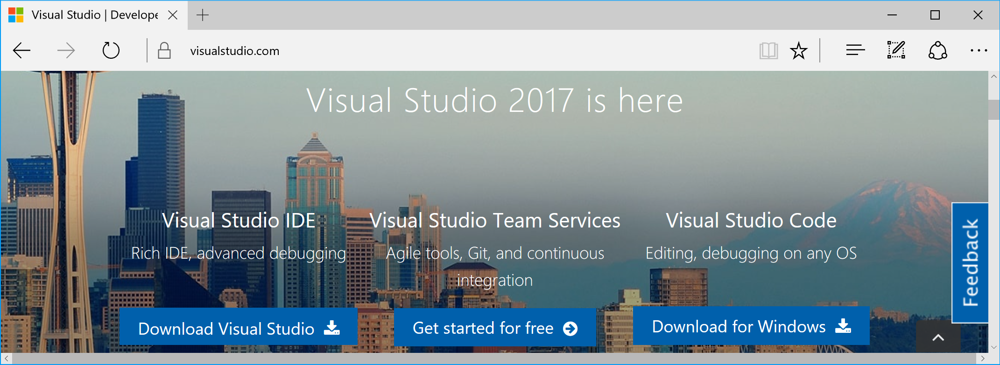 Visual Studio | Develope
visualstudio.com
Visual Studio 2017 is here
Visual Studio IDE
Rich IDE, advanced debugging
Download Visual Studio
Visual Studio Team Services
Agile tools, Git, and continuous
integration
Get started for free
Visual Studio Code
Editing, debugging on any OS
Download for Windows
Feedback